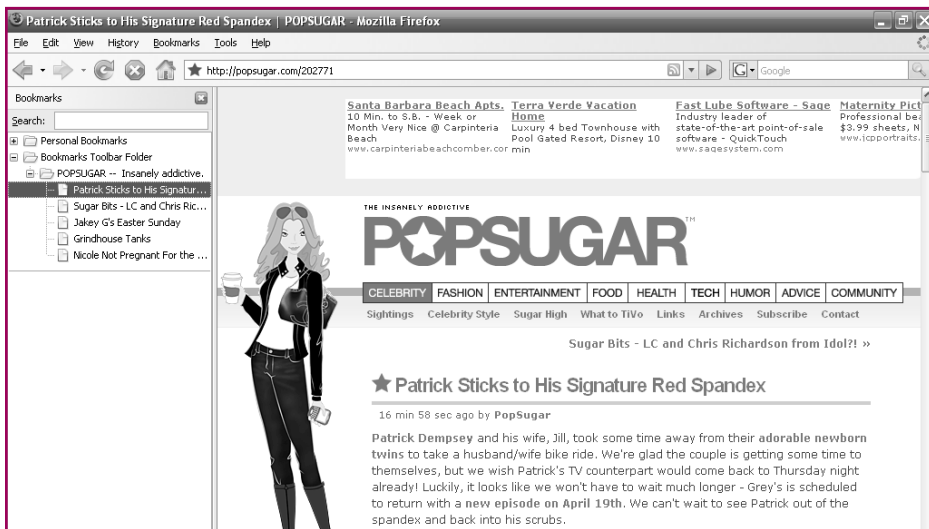 Patrick Sticks to His Signature Red Spandex | POPSUGAR - Mozilla Firefox
File Edit View History Bookmarks Tools Help
http://popsugar.com/202771
G Google
Bookmarks
Search:
Personal Bookmarks
Bookmarks Toolbar Folder
POPSUGAR -- Insanely addictive.
Patrick Sticks to His Signatur...
Sugar Bits - LC and Chris Ric...
Jakey G's Easter Sunday
Grindhouse Tanks
Nicole Not Pregnant For the ...
Santa Barbara Beach Apts.
10 Min. to S.B. - Week or
Month Very Nice @ Carpinteria
Beach
www.carpinteriabeachcomber.cor
Terra Verde Vacation
Home
Luxury 4 bed Townhouse with
Pool Gated Resort, Disney 10
min
Fast Lube Software - Sage
Industry leader of
state-of-the-art point-of-sale
software - QuickTouch
www.sagesystem.com
Maternity Pict
Professional bea
$3.99 sheets, N
www.jcpportraits.
THE INSANELY ADDICTIVE
POPSUGAR™
CELEBRITY FASHION ENTERTAINMENT FOOD HEALTH TECH HUMOR ADVICE COMMUNITY
Sightings Celebrity Style Sugar High What to TiVo Links Archives Subscribe Contact
Sugar Bits - LC and Chris Richardson from Idol?! »
Patrick Sticks to His Signature Red Spandex
16 min 58 sec ago by PopSugar
Patrick Dempsey and his wife, Jill, took some time away from their adorable newborn
twins to take a husband/wife bike ride. We're glad the couple is getting some time to
themselves, but we wish Patrick's TV counterpart would come back to Thursday night
already! Luckily, it looks like we won't have to wait much longer - Grey's is scheduled
to return with a new episode on April 19th. We can't wait to see Patrick out of the
spandex and back into his scrubs.